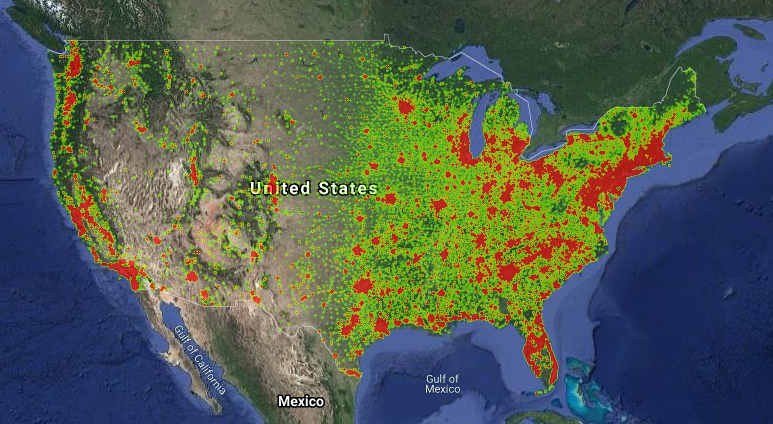 United States
Gulf of California
Gulf of
Mexico
Mexico